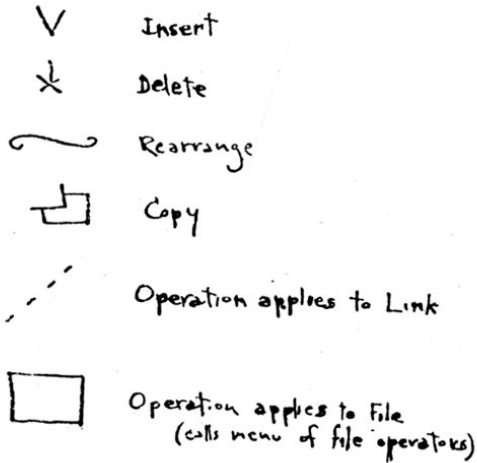 Insert
Delete
Rearrange
Copy
Operation applies to Link
Operation applies to File
(calls menu of file operators)